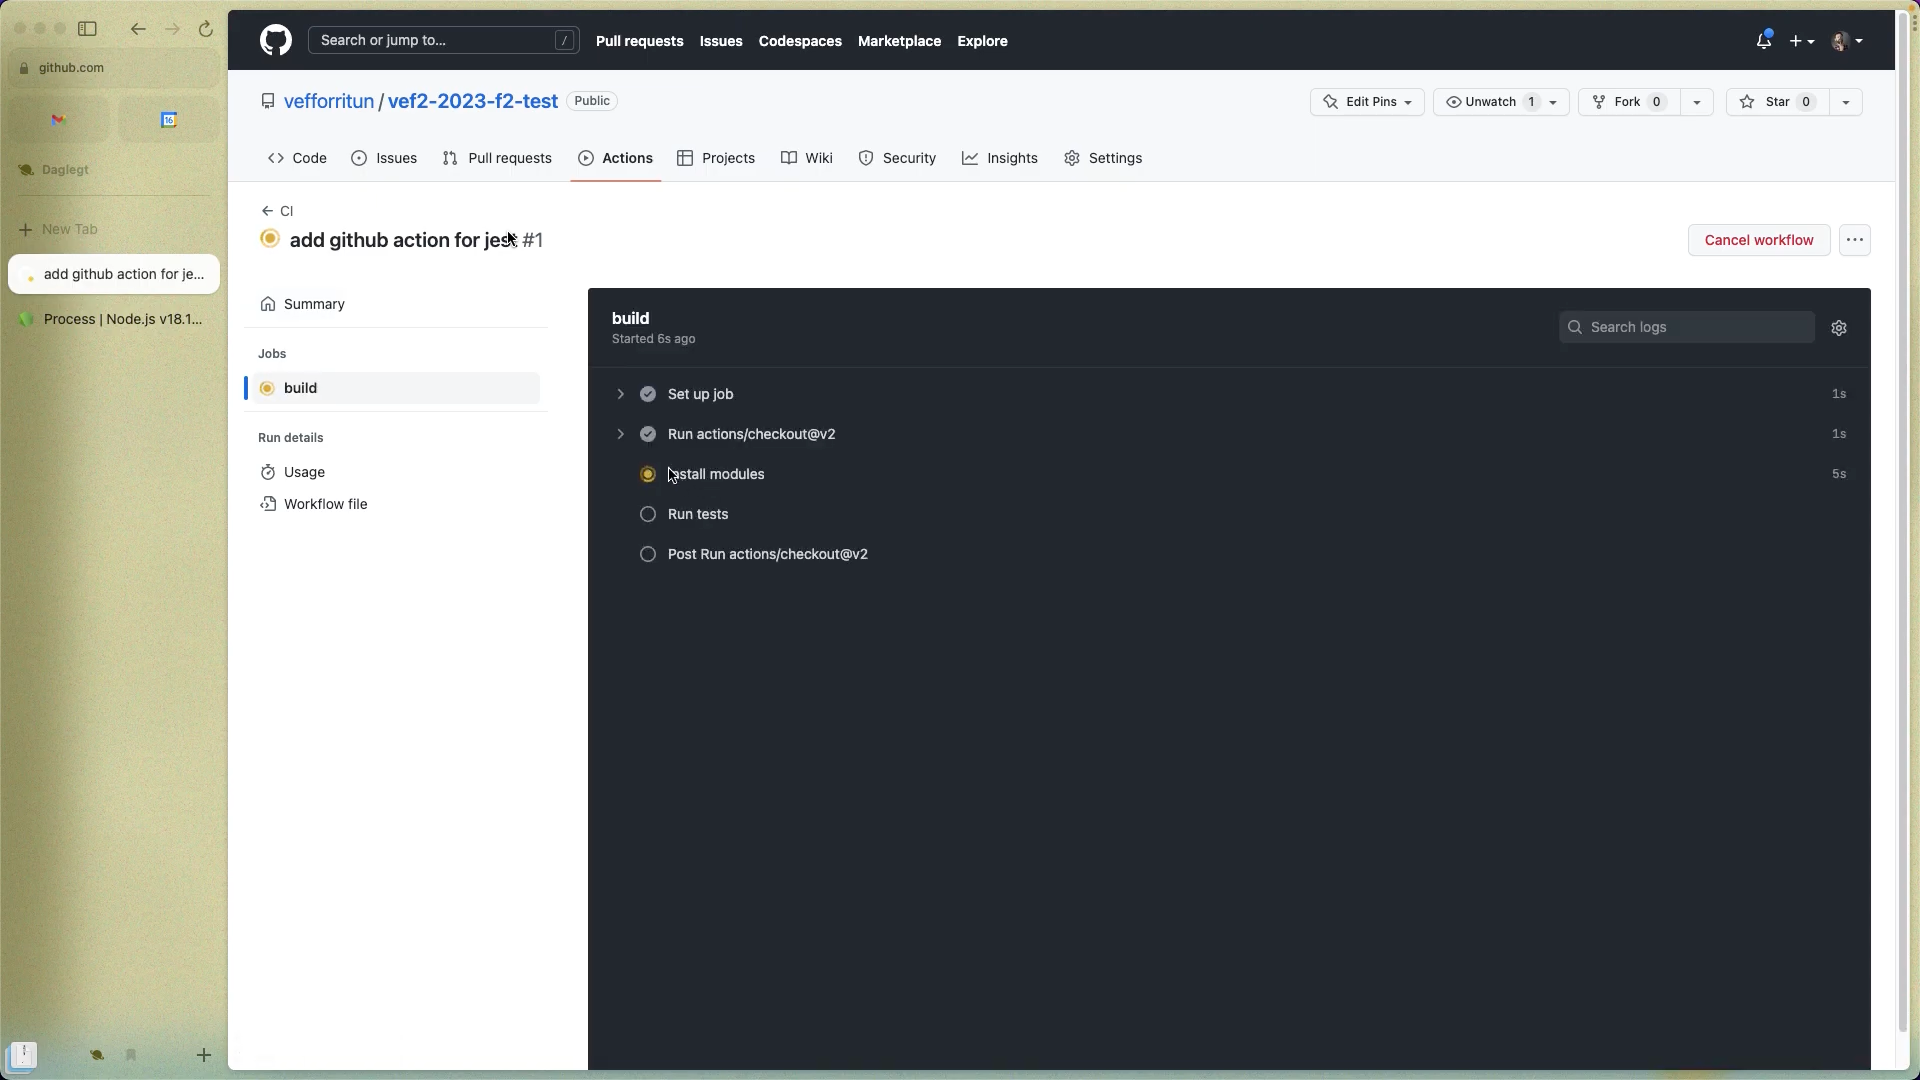 github.com
16
Daglegt
New Tab
add github action for je...
Process | Node.js v18.1...
Search or jump to... /
Pull requests Issues Codespaces Marketplace Explore
vefforritun / vef2-2023-f2-test Public
Edit Pins Unwatch 1 Fork 0 Star 0
Code Issues Pull requests Actions Projects Wiki Security Insights Settings
CI
add github action for jes #1
Cancel workflow
Summary
Jobs
build
Run details
Usage
Workflow file
build
Started 6s ago
Search logs
Set up job 1s
Run actions/checkout@v2 1s
nstall modules 5s
Run tests
Post Run actions/checkout@v2